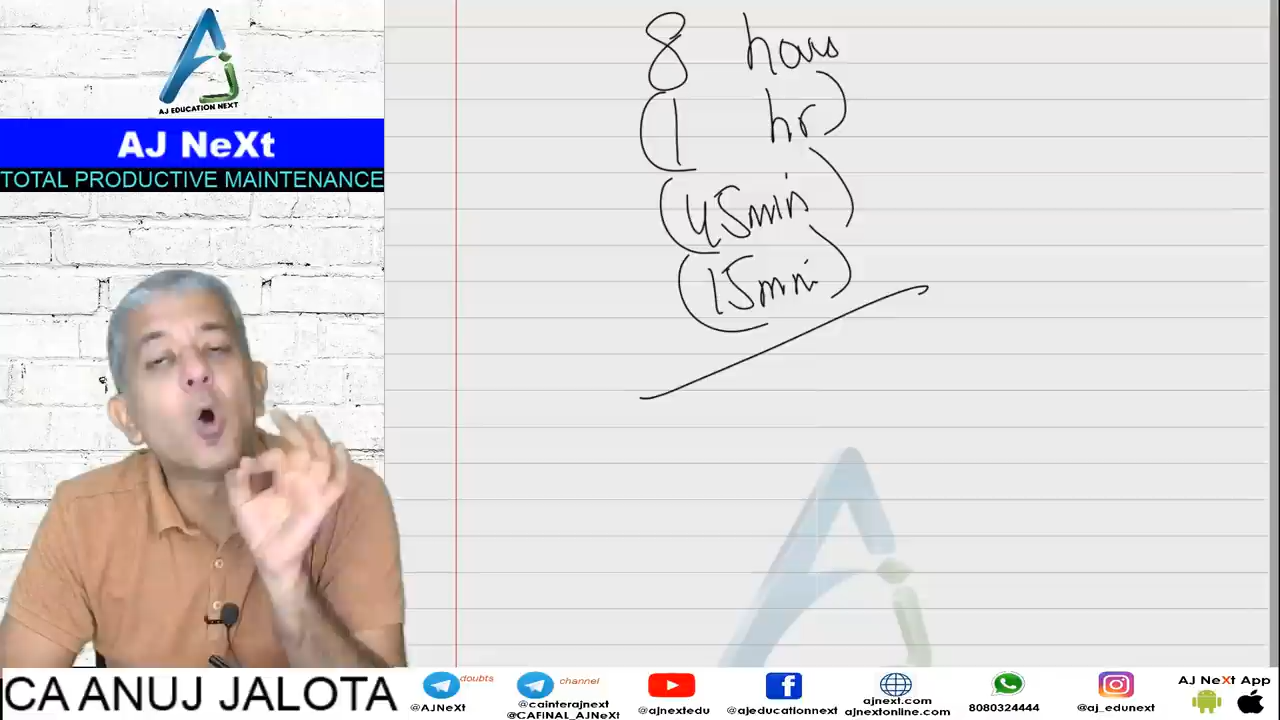 AJ EDUCATION NEXT
AJ NeXt
TOTAL PRODUCTIVE MAINTENANCE
8 hours
(1 hr)
(45min)
(15min)
CA ANUJ JALOTA
doubts
@AJNeXt
channel
@cainterajnext
@CAFINAL_AJNeXt
@ajnextedu
@ajeducationnext
ajnext.com
ajnextonline.com
8083024484
@aj_edunext
AJ NeXt App